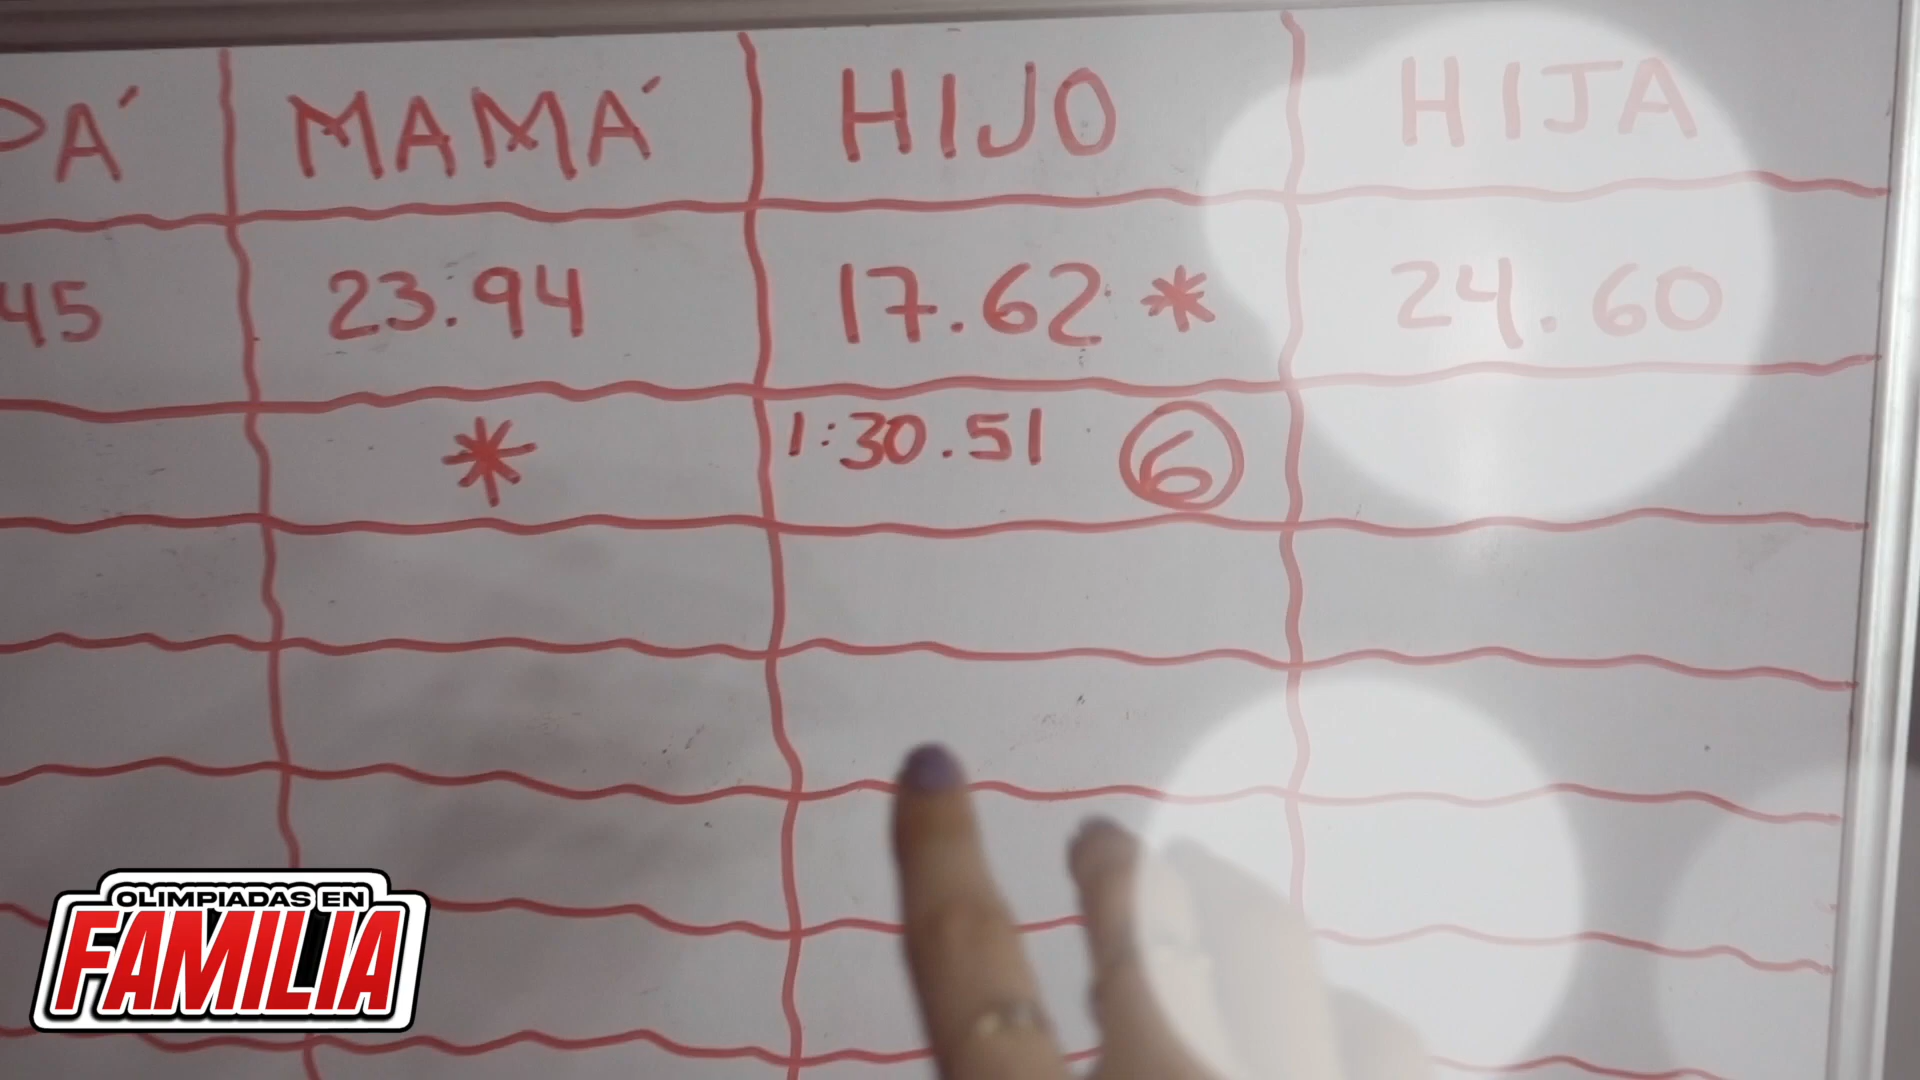 PÁ MAMÁ HIJO HIJA
45 23.94 17.62 * 24.60
* 1:30.51 6
OLIMPIADAS EN
FAMILIA